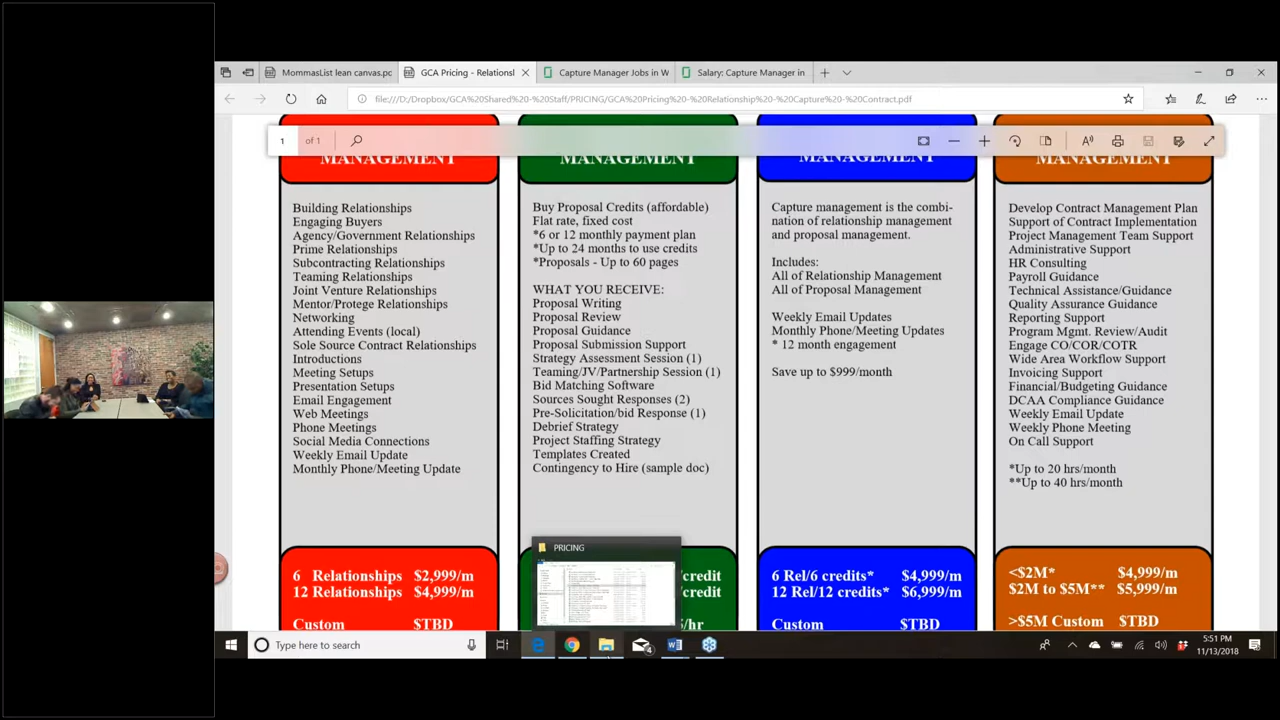 MommasList lean canvas.pc
GCA Pricing - Relationsl
Capture Manager Jobs in W
Salary: Capture Manager in
file:///D:/Dropbox/GCA%20Shared%20-%20Staff/PRICING/GCA%20Pricing%20-%20Relationship%20-%20Capture%20-%20Contract.pdf
1 of 1
MANAGEMENT
Building Relationships
Engaging Buyers
Agency/Government Relationships
Prime Relationships
Subcontracting Relationships
Teaming Relationships
Joint Venture Relationships
Mentor/Protege Relationships
Networking
Attending Events (local)
Sole Source Contract Relationships
Introductions
Meeting Setups
Presentation Setups
Email Engagement
Web Meetings
Phone Meetings
Social Media Connections
Weekly Email Update
Monthly Phone/Meeting Update
6 Relationships $2,999/m
12 Relationships $4,999/m
Custom $TBD
MANAGEMENT
Buy Proposal Credits (affordable)
Flat rate, fixed cost
*6 or 12 monthly payment plan
*Up to 24 months to use credits
*Proposals - Up to 60 pages
WHAT YOU RECEIVE:
Proposal Writing
Proposal Review
Proposal Guidance
Proposal Submission Support
Strategy Assessment Session (1)
Teaming/JV/Partnership Session (1)
Bid Matching Software
Sources Sought Responses (2)
Pre-Solicitation/bid Response (1)
Debrief Strategy
Project Staffing Strategy
Templates Created
Contingency to Hire (sample doc)
PRICING
/credit
/credit
/hr
MANAGEMENT
Capture management is the combi-
nation of relationship management
and proposal management.
Includes:
All of Relationship Management
All of Proposal Management
Weekly Email Updates
Monthly Phone/Meeting Updates
* 12 month engagement
Save up to $999/month
6 Rel/6 credits* $4,999/m
12 Rel/12 credits* $6,999/m
Custom $TBD
MANAGEMENT
Develop Contract Management Plan
Support of Contract Implementation
Project Management Team Support
Administrative Support
HR Consulting
Payroll Guidance
Technical Assistance/Guidance
Quality Assurance Guidance
Reporting Support
Program Mgmt. Review/Audit
Engage CO/COR/COTR
Wide Area Workflow Support
Invoicing Support
Financial/Budgeting Guidance
DCAA Compliance Guidance
Weekly Email Update
Weekly Phone Meeting
On Call Support
*Up to 20 hrs/month
**Up to 40 hrs/month
<$2M* $4,999/m
$2M to $5M** $5,999/m
>$5M Custom $TBD
Type here to search
5:51 PM
11/13/2018